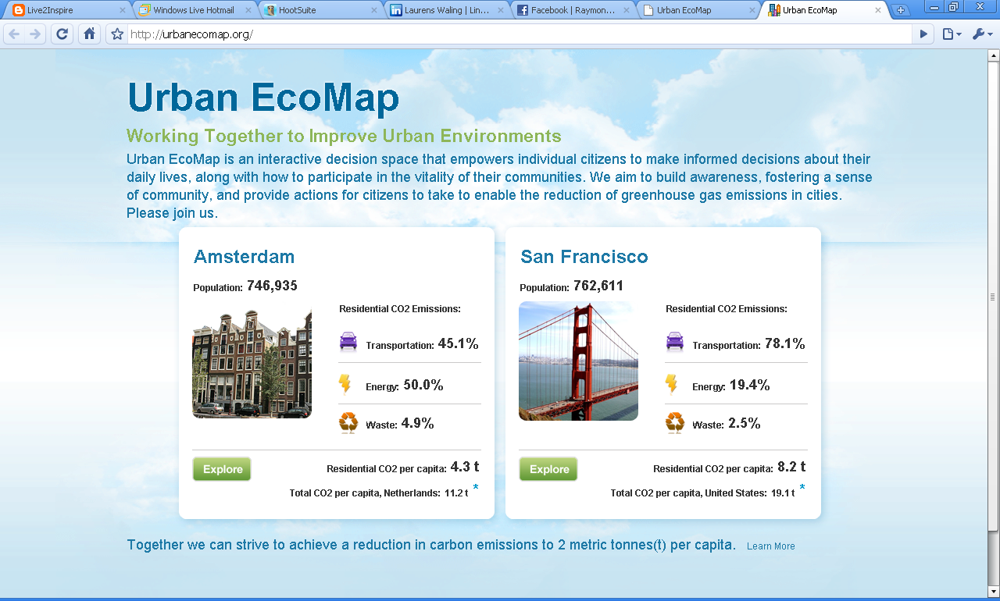 Live2Inspire
Windows Live Hotmail
HootSuite
Laurens Waling | Lin...
Facebook | Raymon...
Urban EcoMap
Urban EcoMap
http://urbanecomap.org/
Urban EcoMap
Working Together to Improve Urban Environments
Urban EcoMap is an interactive decision space that empowers individual citizens to make informed decisions about their
daily lives, along with how to participate in the vitality of their communities. We aim to build awareness, fostering a sense
of community, and provide actions for citizens to take to enable the reduction of greenhouse gas emissions in cities.
Please join us.
Amsterdam
Population: 746,935
Residential CO2 Emissions:
Transportation: 45.1%
Energy: 50.0%
Waste: 4.9%
Explore
Residential CO2 per capita: 4.3 t
Total CO2 per capita, Netherlands: 11.2 t *
San Francisco
Population: 762,611
Residential CO2 Emissions:
Transportation: 78.1%
Energy: 19.4%
Waste: 2.5%
Explore
Residential CO2 per capita: 8.2 t
Total CO2 per capita, United States: 19.1 t *
Together we can strive to achieve a reduction in carbon emissions to 2 metric tonnes(t) per capita. Learn More